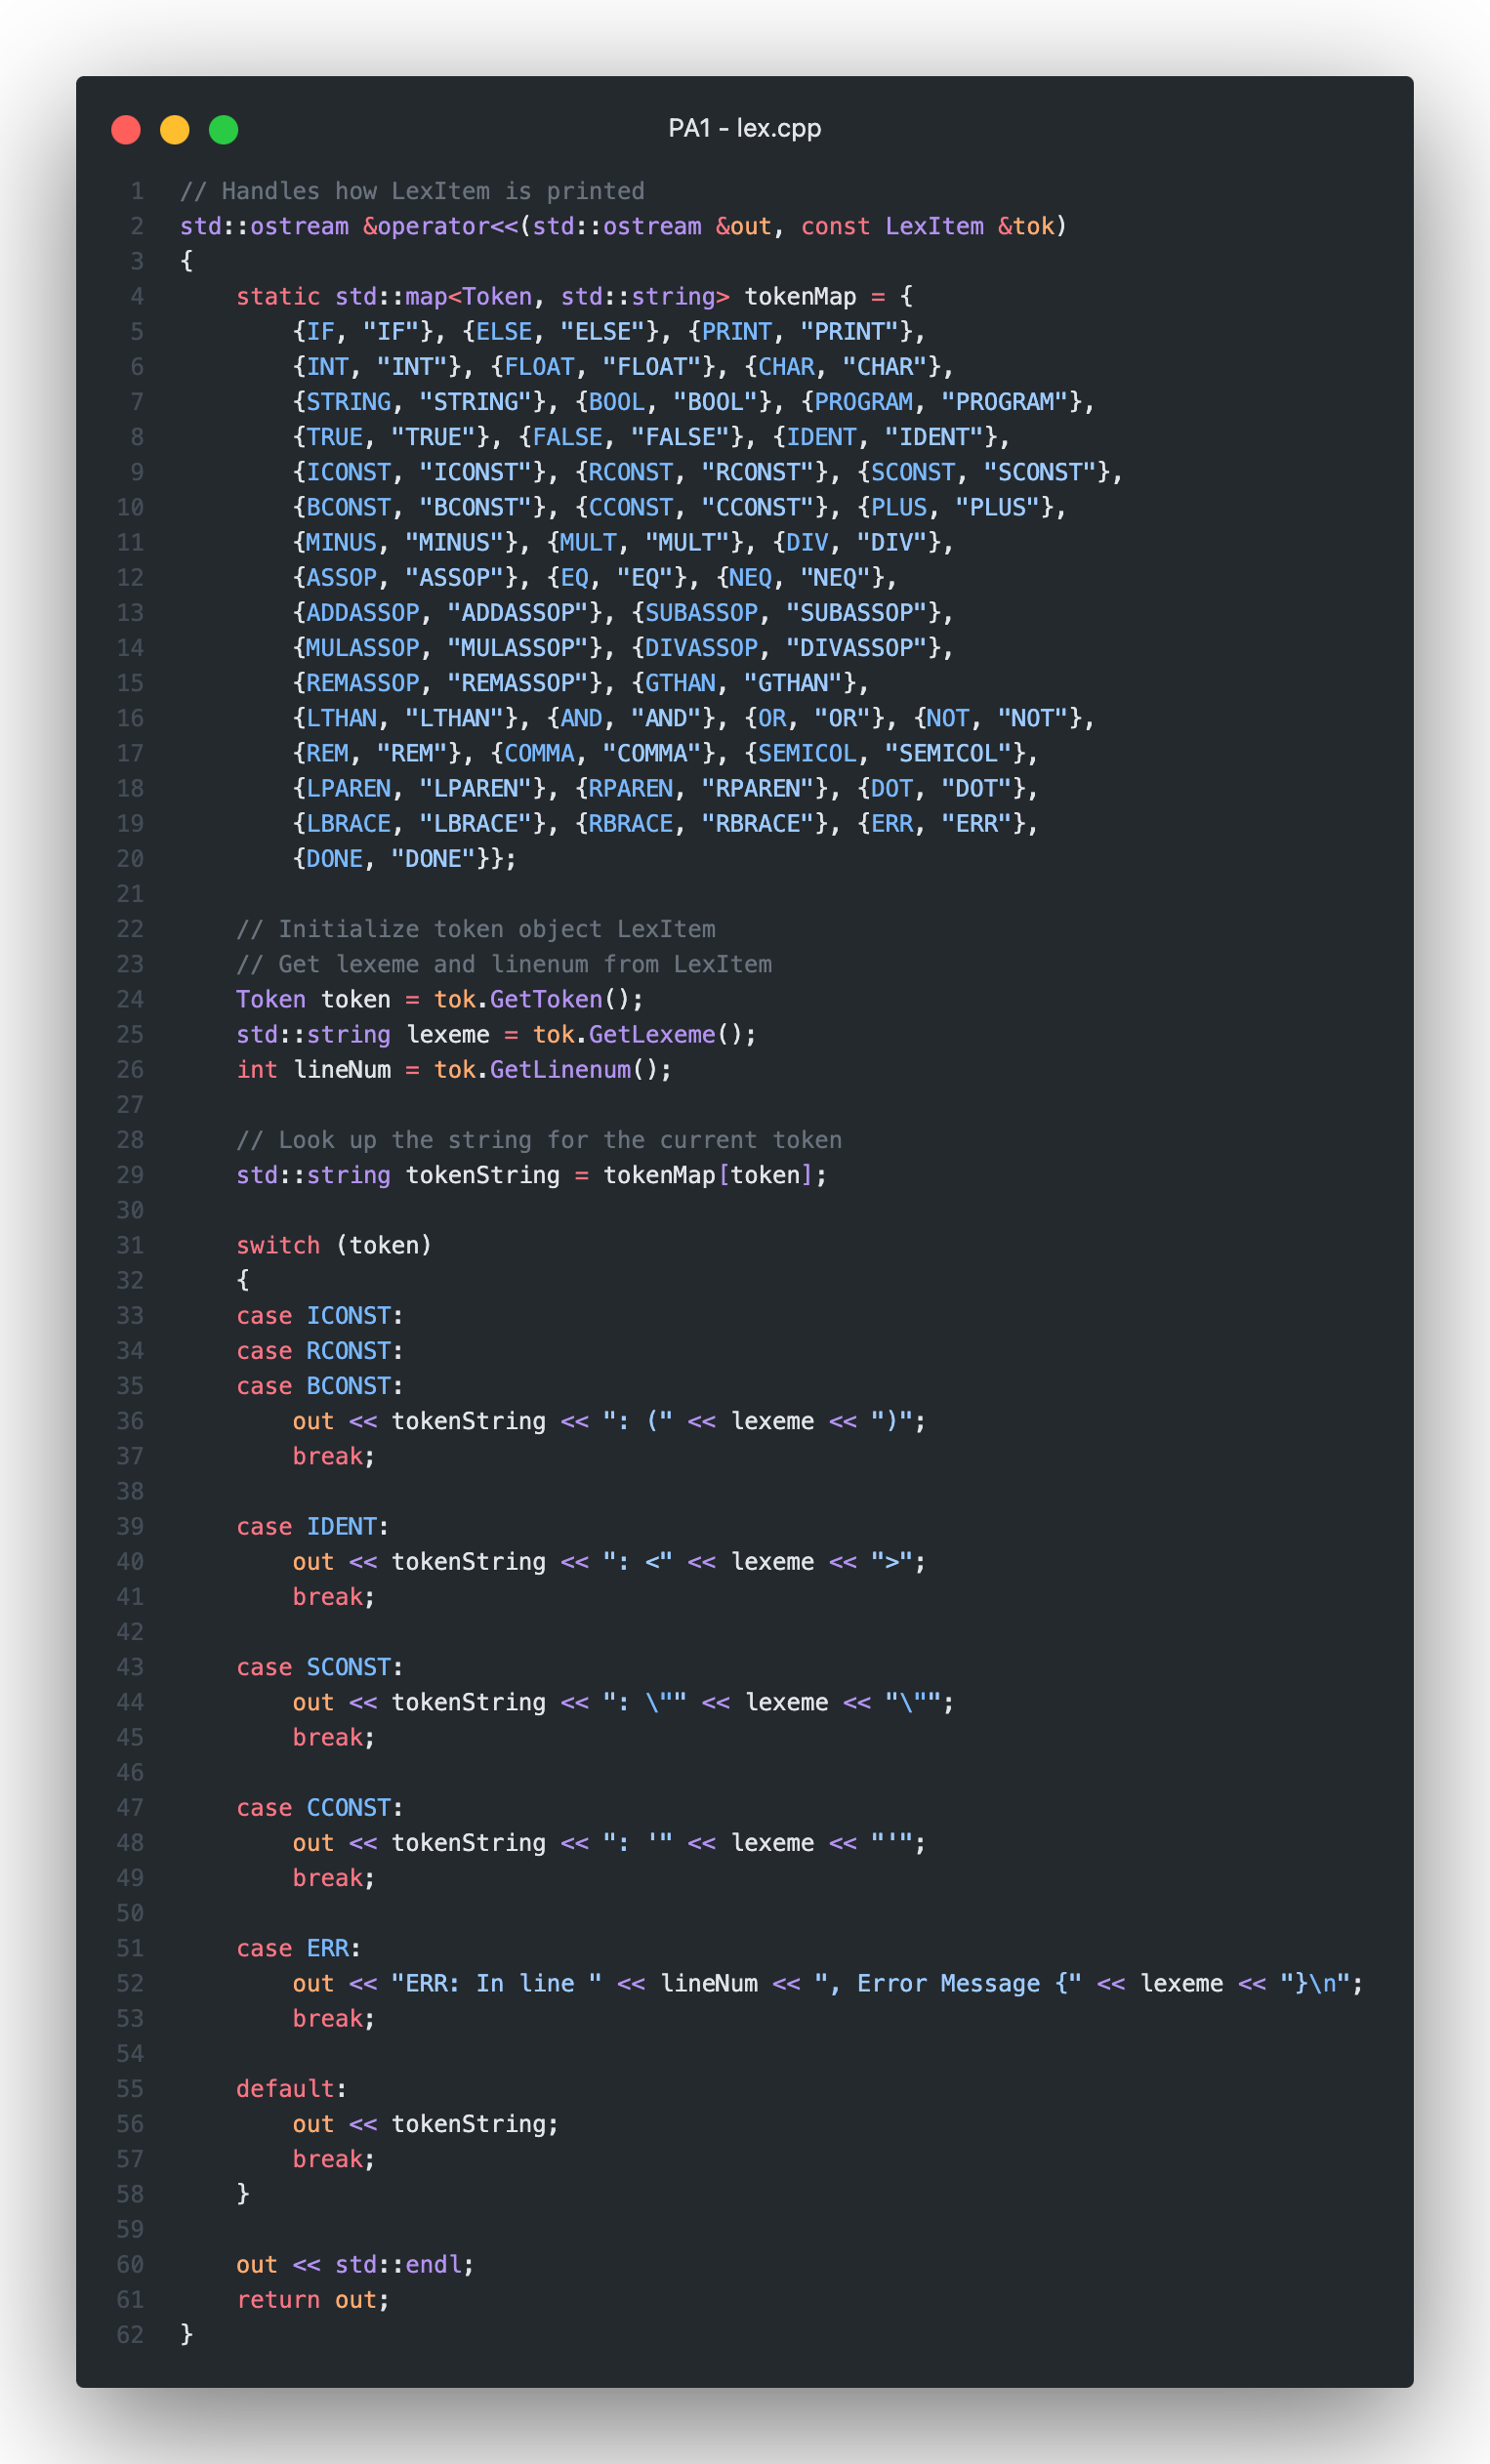 PA1 - lex.cpp
1 // Handles how LexItem is printed
2 std::ostream &operator<<(std::ostream &out, const LexItem &tok)
3 {
4     static std::map<Token, std::string> tokenMap = {
5         {IF, "IF"}, {ELSE, "ELSE"}, {PRINT, "PRINT"},
6         {INT, "INT"}, {FLOAT, "FLOAT"}, {CHAR, "CHAR"},
7         {STRING, "STRING"}, {BOOL, "BOOL"}, {PROGRAM, "PROGRAM"},
8         {TRUE, "TRUE"}, {FALSE, "FALSE"}, {IDENT, "IDENT"},
9         {ICONST, "ICONST"}, {RCONST, "RCONST"}, {SCONST, "SCONST"},
10         {BCONST, "BCONST"}, {CCONST, "CCONST"}, {PLUS, "PLUS"},
11         {MINUS, "MINUS"}, {MULT, "MULT"}, {DIV, "DIV"},
12         {ASSOP, "ASSOP"}, {EQ, "EQ"}, {NEQ, "NEQ"},
13         {ADDASSOP, "ADDASSOP"}, {SUBASSOP, "SUBASSOP"},
14         {MULASSOP, "MULASSOP"}, {DIVASSOP, "DIVASSOP"},
15         {REMASSOP, "REMASSOP"}, {GTHAN, "GTHAN"},
16         {LTHAN, "LTHAN"}, {AND, "AND"}, {OR, "OR"}, {NOT, "NOT"},
17         {REM, "REM"}, {COMMA, "COMMA"}, {SEMICOL, "SEMICOL"},
18         {LPAREN, "LPAREN"}, {RPAREN, "RPAREN"}, {DOT, "DOT"},
19         {LBRACE, "LBRACE"}, {RBRACE, "RBRACE"}, {ERR, "ERR"},
20         {DONE, "DONE"}};
21
22     // Initialize token object LexItem
23     // Get lexeme and linenum from LexItem
24     Token token = tok.GetToken();
25     std::string lexeme = tok.GetLexeme();
26     int lineNum = tok.GetLinenum();
27
28     // Look up the string for the current token
29     std::string tokenString = tokenMap[token];
30
31     switch (token)
32     {
33     case ICONST:
34     case RCONST:
35     case BCONST:
36         out << tokenString << ": (" << lexeme << ")";
37         break;
38
39     case IDENT:
40         out << tokenString << ": <" << lexeme << ">";
41         break;
42
43     case SCONST:
44         out << tokenString << ": \"" << lexeme << "\"";
45         break;
46
47     case CCONST:
48         out << tokenString << ": '" << lexeme << "'";
49         break;
50
51     case ERR:
52         out << "ERR: In line " << lineNum << ", Error Message {" << lexeme << "}\n";
53         break;
54
55     default:
56         out << tokenString;
57         break;
58     }
59
60     out << std::endl;
61     return out;
62 }